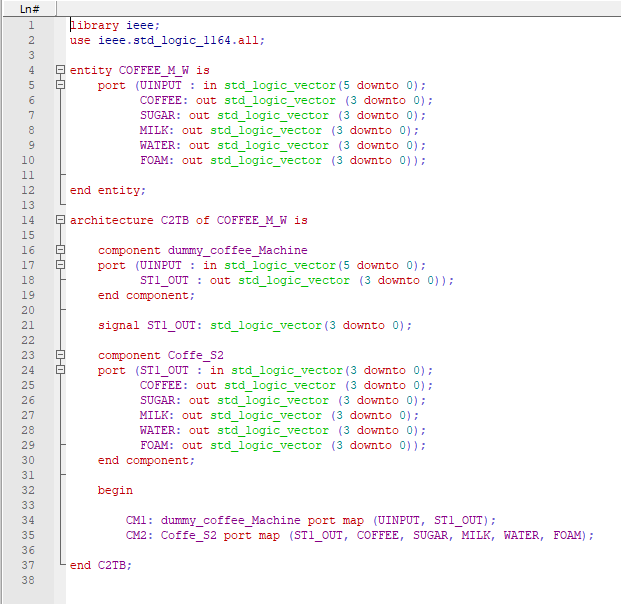 Ln#
1 library ieee;
2 use ieee.std_logic_1164.all;
3
4 entity COFFEE_M_W is
5 port (UINPUT : in std_logic_vector(5 downto 0);
6 COFFEE: out std_logic_vector (3 downto 0);
7 SUGAR: out std_logic_vector (3 downto 0);
8 MILK: out std_logic_vector (3 downto 0);
9 WATER: out std_logic_vector (3 downto 0);
10 FOAM: out std_logic_vector (3 downto 0));
11
12 end entity;
13
14 architecture C2TB of COFFEE_M_W is
15
16 component dummy_coffee_Machine
17 port (UINPUT : in std_logic_vector(5 downto 0);
18 ST1_OUT : out std_logic_vector (3 downto 0));
19 end component;
20
21 signal ST1_OUT: std_logic_vector(3 downto 0);
22
23 component Coffe_S2
24 port (ST1_OUT : in std_logic_vector(3 downto 0);
25 COFFEE: out std_logic_vector (3 downto 0);
26 SUGAR: out std_logic_vector (3 downto 0);
27 MILK: out std_logic_vector (3 downto 0);
28 WATER: out std_logic_vector (3 downto 0);
29 FOAM: out std_logic_vector (3 downto 0));
30 end component;
31
32 begin
33
34 CM1: dummy_coffee_Machine port map (UINPUT, ST1_OUT);
35 CM2: Coffe_S2 port map (ST1_OUT, COFFEE, SUGAR, MILK, WATER, FOAM);
36
37 end C2TB;
38